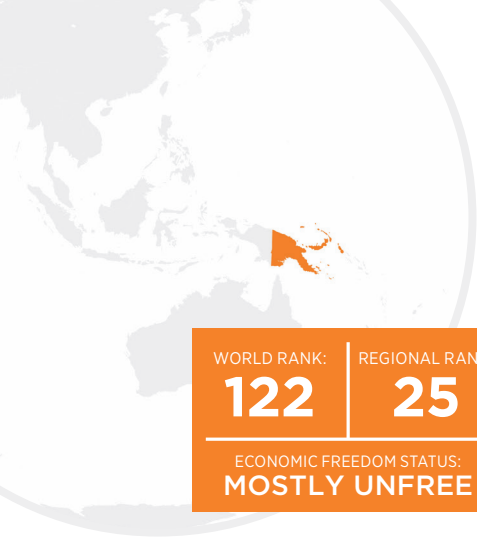 WORLD RANK:
122
REGIONAL RAN
25
ECONOMIC FREEDOM STATUS:
MOSTLY UNFREE